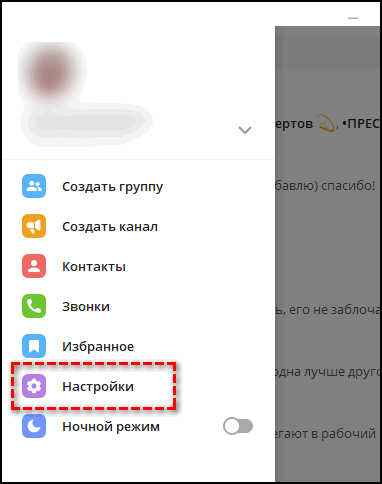 ертов 💫, •ПРЕС
Создать группу
бавлю) спасибо!
Создать канал
Контакты
Звонки
ь, его не заблоча
Избранное
одна лучше друго
Настройки
Ночной режим
егают в рабочий